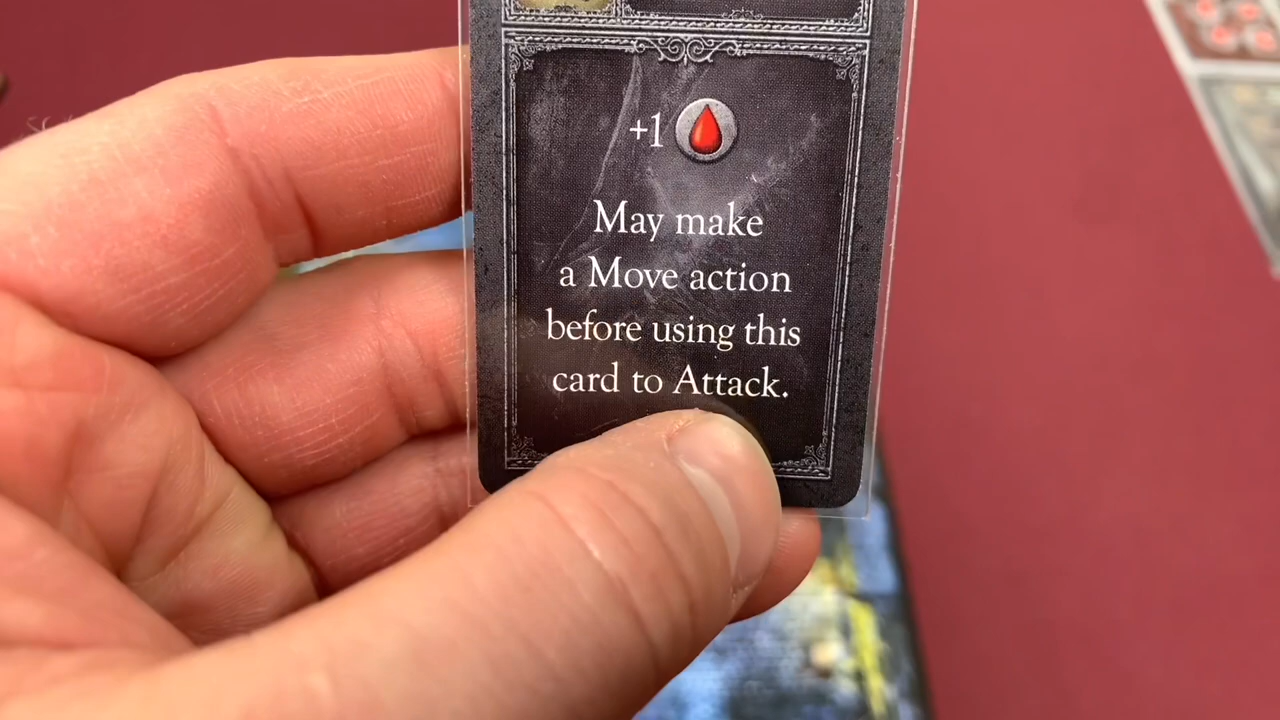 +1
May make
a Move action
before using this
card to Attack.